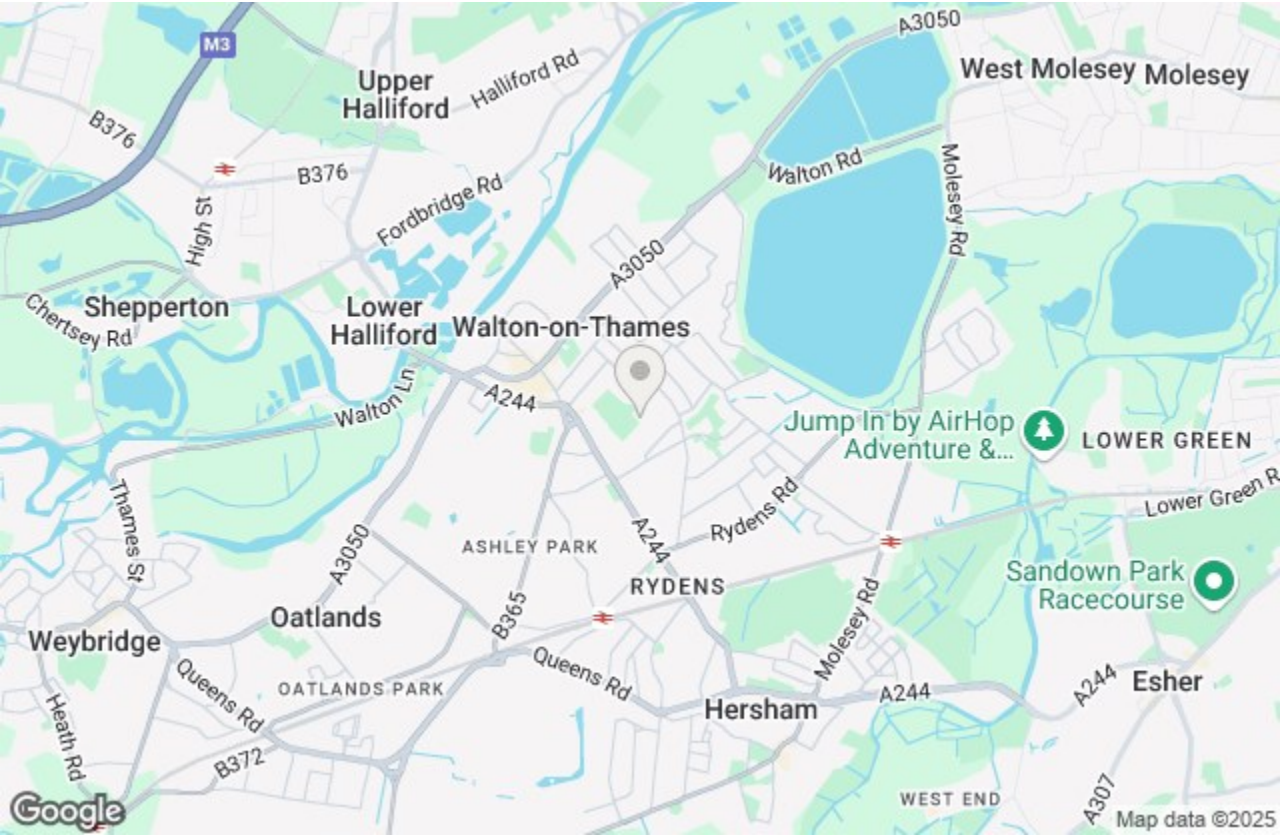 A3050
M3
West Molesey
Molesey
Upper
Halliford
Halliford Rd
B376
B376
Walton Rd
Molesey Rd
Fordbridge Rd
High St
A3050
Shepperton
Lower
Halliford
Walton-on-Thames
Chertsey Rd
Walton Ln
A244
Jump In by AirHop
Adventure &...
LOWER GREEN
Thames St
Rydens Rd
Lower Green R
A3050
ASHLEY PARK
A244
RYDENS
Sandown Park
Racecourse
Oatlands
B365
Molesey Rd
Weybridge
Queens Rd
Queens Rd
OATLANDS PARK
A244
A244
Esher
Heath Rd
Hersham
B372
WEST END
A307
Google
Map data ©2025